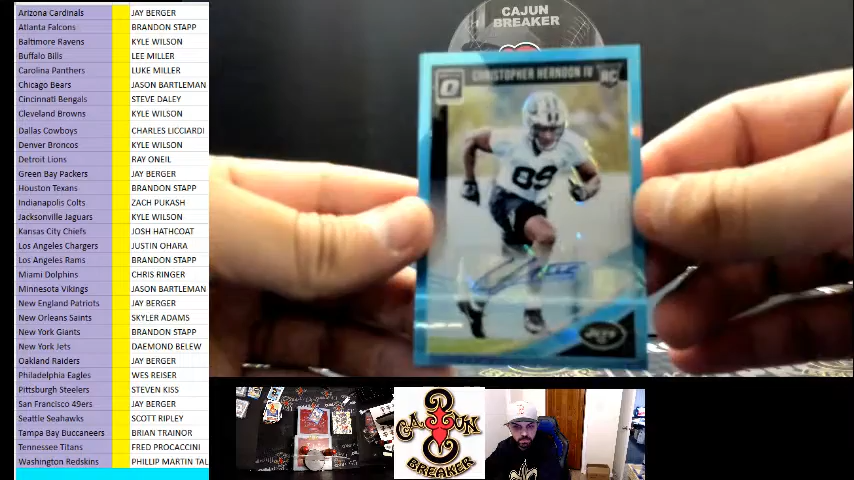 Arizona Cardinals JAY BERGER
Atlanta Falcons BRANDON STAPP
Baltimore Ravens KYLE WILSON
Buffalo Bills LEE MILLER
Carolina Panthers LUKE MILLER
Chicago Bears JASON BARTLEMAN
Cincinnati Bengals STEVE DALEY
Cleveland Browns KYLE WILSON
Dallas Cowboys CHARLES LICCIARDI
Denver Broncos KYLE WILSON
Detroit Lions RAY ONEIL
Green Bay Packers JAY BERGER
Houston Texans BRANDON STAPP
Indianapolis Colts ZACH PUKASH
Jacksonville Jaguars KYLE WILSON
Kansas City Chiefs JOSH HATHCOAT
Los Angeles Chargers JUSTIN OHARA
Los Angeles Rams BRANDON STAPP
Miami Dolphins CHRIS RINGER
Minnesota Vikings JASON BARTLEMAN
New England Patriots JAY BERGER
New Orleans Saints SKYLER ADAMS
New York Giants BRANDON STAPP
New York Jets DAEMOND BELEW
Oakland Raiders JAY BERGER
Philadelphia Eagles WES REISER
Pittsburgh Steelers STEVEN KISS
San Francisco 49ers JAY BERGER
Seattle Seahawks SCOTT RIPLEY
Tampa Bay Buccaneers BRIAN TRAINOR
Tennessee Titans FRED PROCACCINI
Washington Redskins PHILLIP MARTIN TAL
CAJUN
BREAKER
CHRISTOPHER HERNDON IV
RC
89
JETS
CAJUN
BREAKER